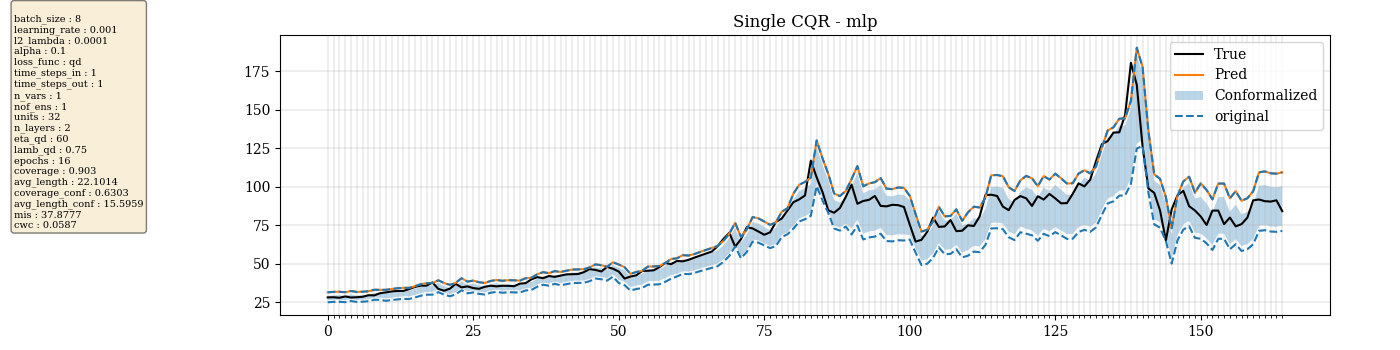 Single CQR - mlp
batch_size : 8
learning_rate : 0.001
l2_lambda : 0.0001
alpha : 0.1
loss_func : qd
time_steps_in : 1
time_steps_out : 1
n_vars : 1
nof_ens : 1
units : 32
n_layers : 2
eta_qd : 60
lamb_qd : 0.75
epochs : 16
coverage : 0.903
avg_length : 22.1014
coverage_conf : 0.6303
avg_length_conf : 15.5959
mis : 37.8777
cwc : 0.0587
175
150
125
100
75
50
25
0 25 50 75 100 125 150
True
Pred
Conformalized
original